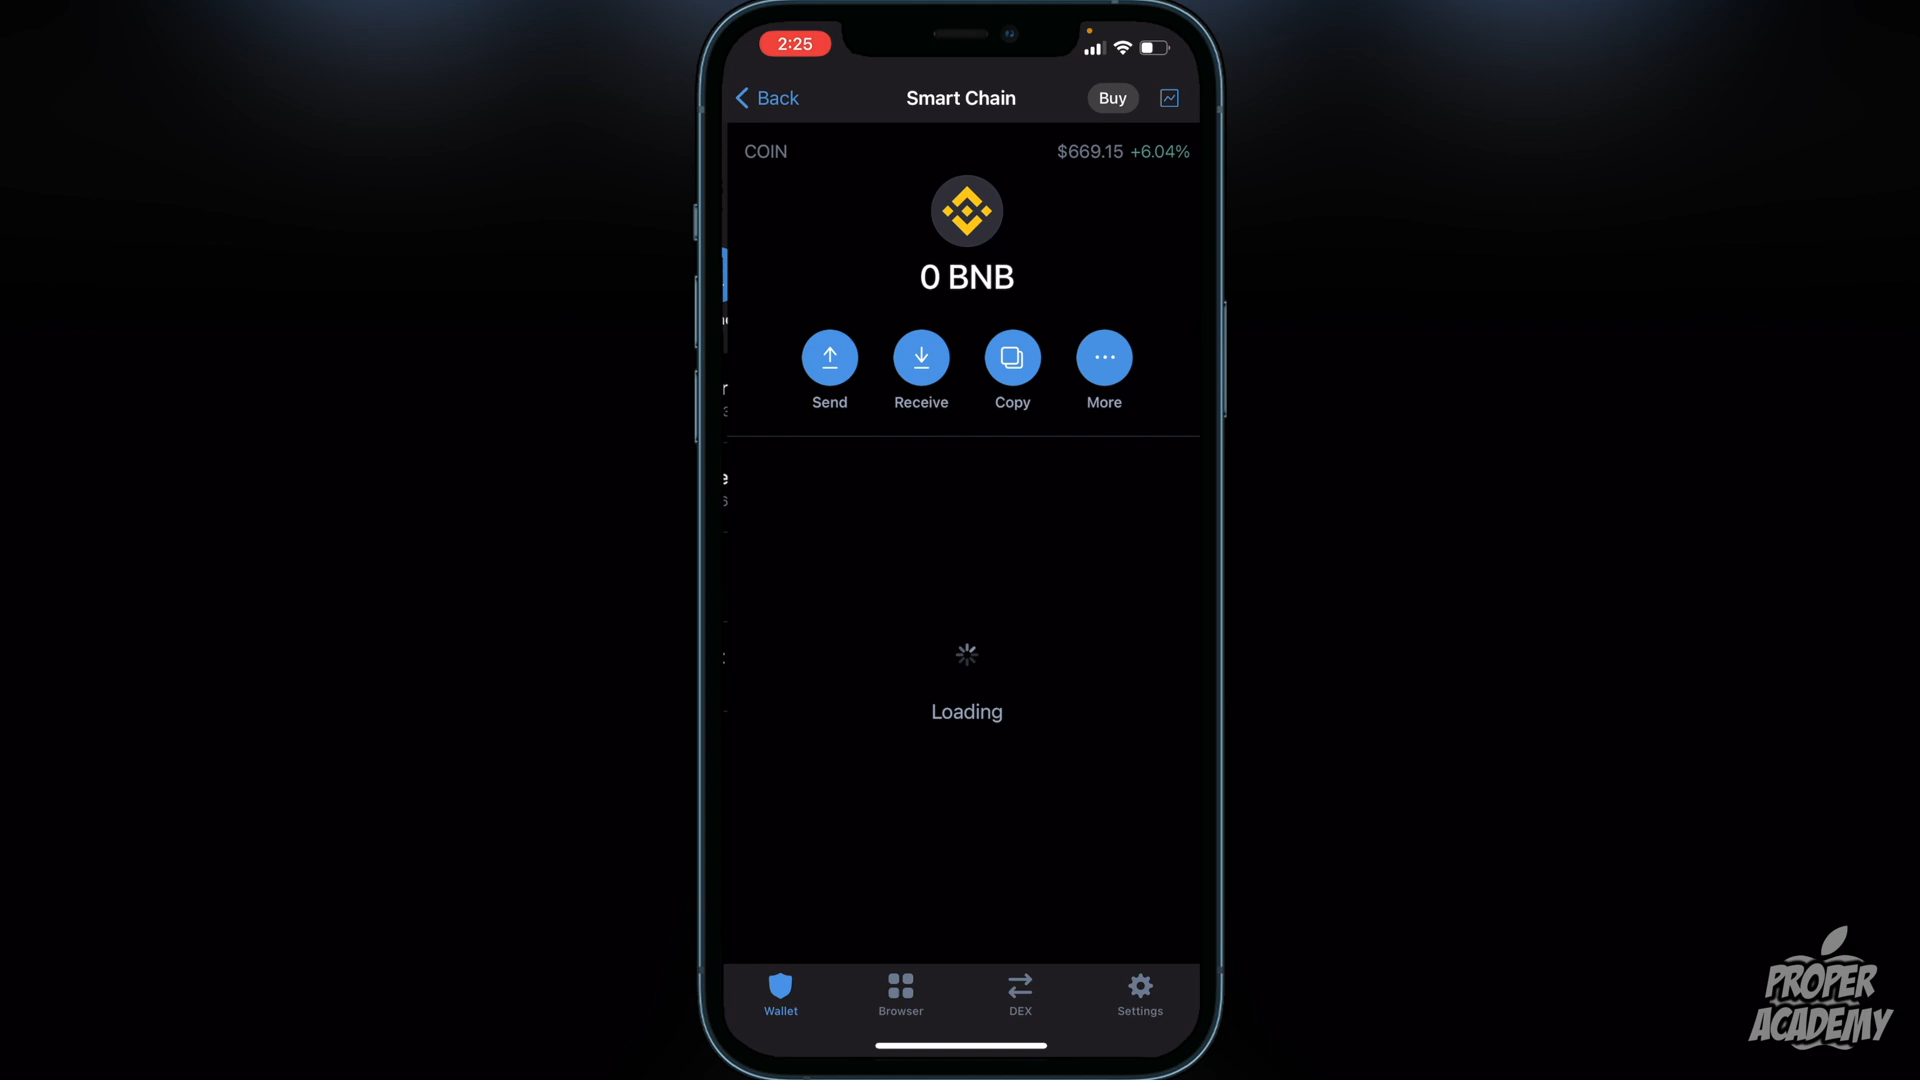 2:25
Back
Smart Chain
Buy
COIN
$669.15 +6.04%
0 BNB
Send
Receive
Copy
More
Loading
Wallet
Browser
DEX
Settings
PROPER
ACADEMY